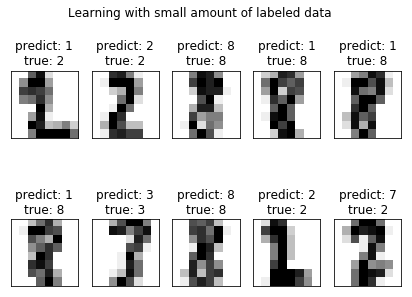 Learning with small amount of labeled data
predict: 1
true: 2
predict: 2
true: 2
predict: 8
true: 8
predict: 1
true: 8
predict: 1
true: 8
predict: 1
true: 8
predict: 3
true: 3
predict: 8
true: 8
predict: 2
true: 2
predict: 7
true: 2